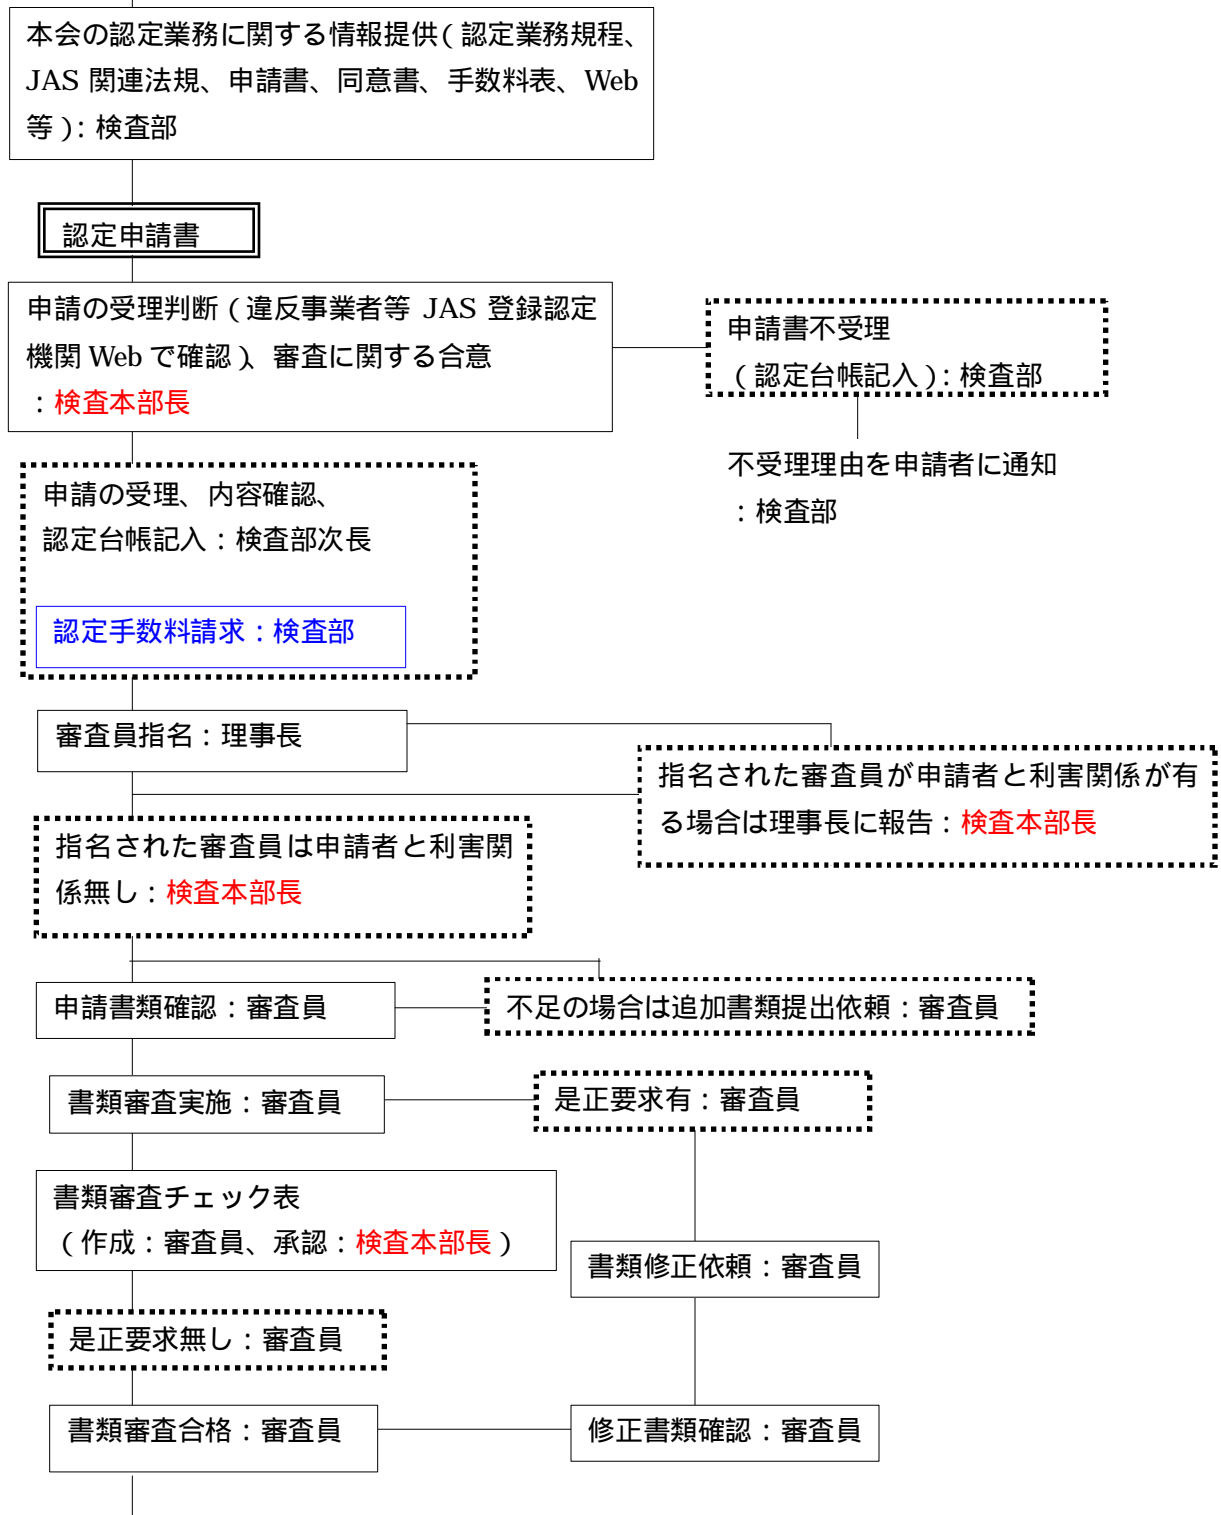 本会の認定業務に関する情報提供（認定業務規程、
JAS 関連法規、申請書、同意書、手数料表、Web
等）：検査部
認定申請書
申請の受理判断（違反事業者等 JAS 登録認定
機関 Web で確認）、審査に関する合意
：検査本部長
申請書不受理
（認定台帳記入）：検査部
不受理理由を申請者に通知
：検査部
申請の受理、内容確認、
認定台帳記入：検査部次長
認定手数料請求：検査部
審査員指名：理事長
指名された審査員が申請者と利害関係が有
る場合は理事長に報告：検査本部長
指名された審査員は申請者と利害関
係無し：検査本部長
申請書類確認：審査員
不足の場合は追加書類提出依頼：審査員
書類審査実施：審査員
是正要求有：審査員
書類審査チェック表
（作成：審査員、承認：検査本部長）
書類修正依頼：審査員
是正要求無し：審査員
書類審査合格：審査員
修正書類確認：審査員